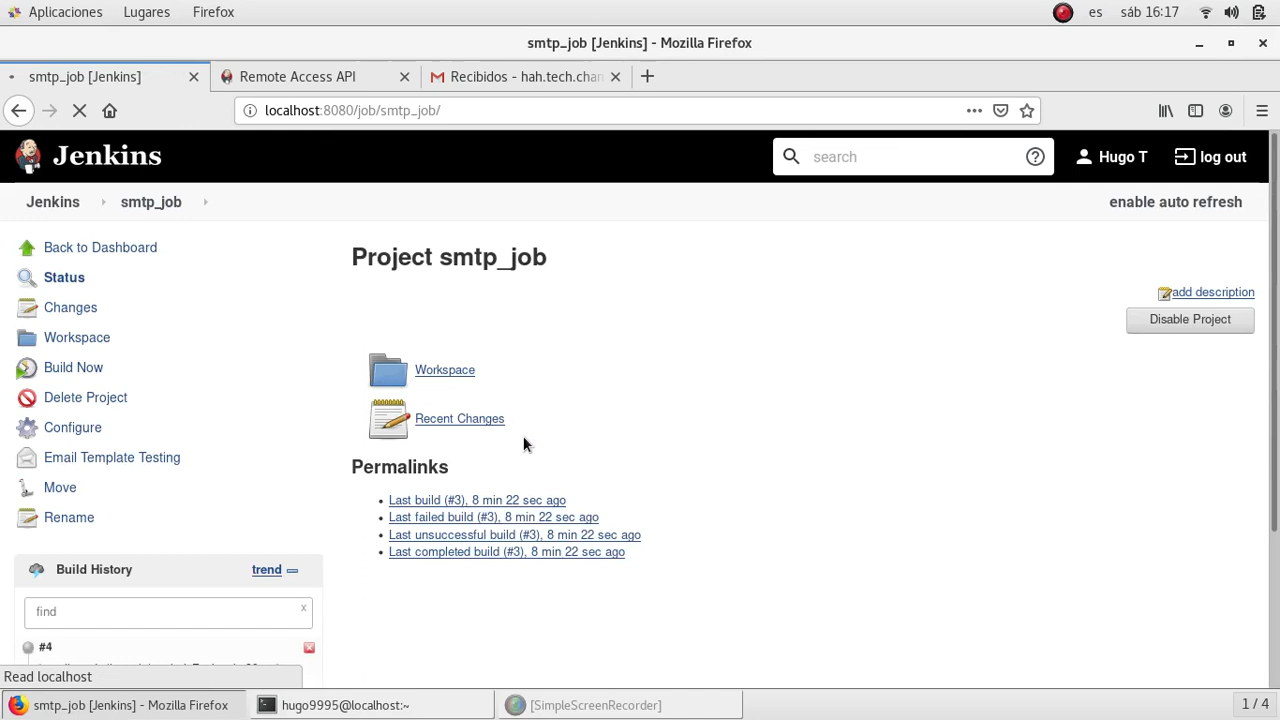 Aplicaciones Lugares Firefox es sáb 16:17
smtp_job [Jenkins] - Mozilla Firefox
smtp_job [Jenkins] Remote Access API Recibidos - hah.tech.chan
localhost:8080/job/smtp_job/
Jenkins search Hugo T log out
Jenkins smtp_job enable auto refresh
Back to Dashboard
Status
Changes
Workspace
Build Now
Delete Project
Configure
Email Template Testing
Move
Rename
Project smtp_job
add description
Disable Project
Workspace
Recent Changes
Permalinks
Last build (#3), 8 min 22 sec ago
Last failed build (#3), 8 min 22 sec ago
Last unsuccessful build (#3), 8 min 22 sec ago
Last completed build (#3), 8 min 22 sec ago
Build History trend
find x
#4
Read localhost
smtp_job [Jenkins] - Mozilla Firefox hugo9995@localhost:~ [SimpleScreenRecorder] 1 / 4